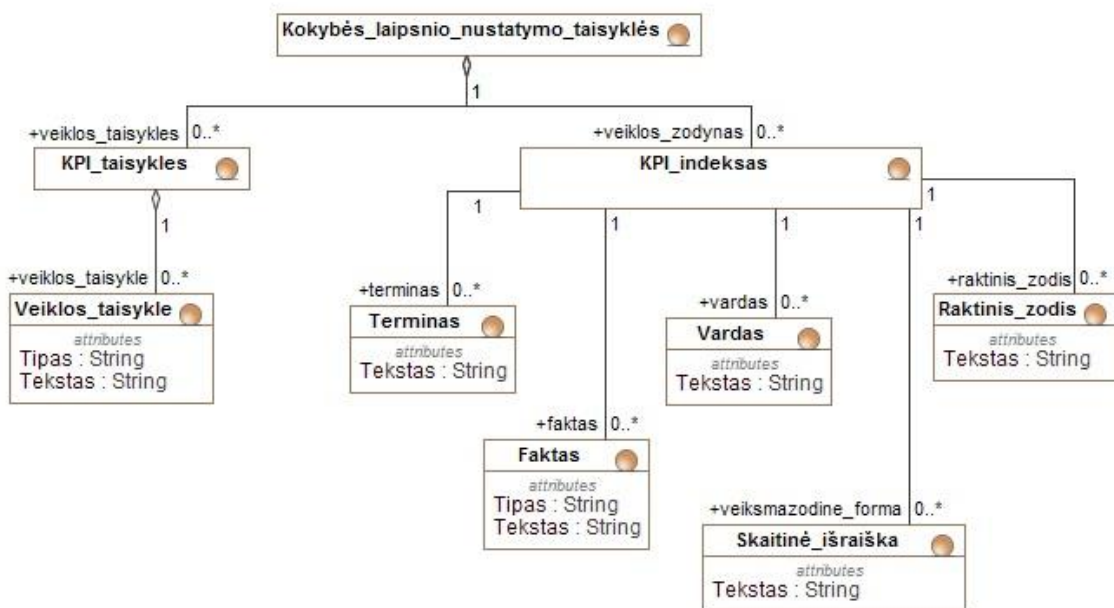 Kokybės_laipsnio_nustatymo_taisyklės
1
+veiklos_taisykles 0..*
+veiklos_zodynas 0..*
KPI_taisykles
KPI_indeksas
1
1
1
1
1
1
+veiklos_taisykle 0..*
+terminas 0..*
+vardas 0..*
+raktinis_zodis 0..*
Veiklos_taisykle
attributes
Tipas : String
Tekstas : String
Terminas
attributes
Tekstas : String
Vardas
attributes
Tekstas : String
Raktinis_zodis
attributes
Tekstas : String
+faktas 0..*
Faktas
attributes
Tipas : String
Tekstas : String
+veiksmazodine_forma 0..*
Skaitinė_išraiška
attributes
Tekstas : String